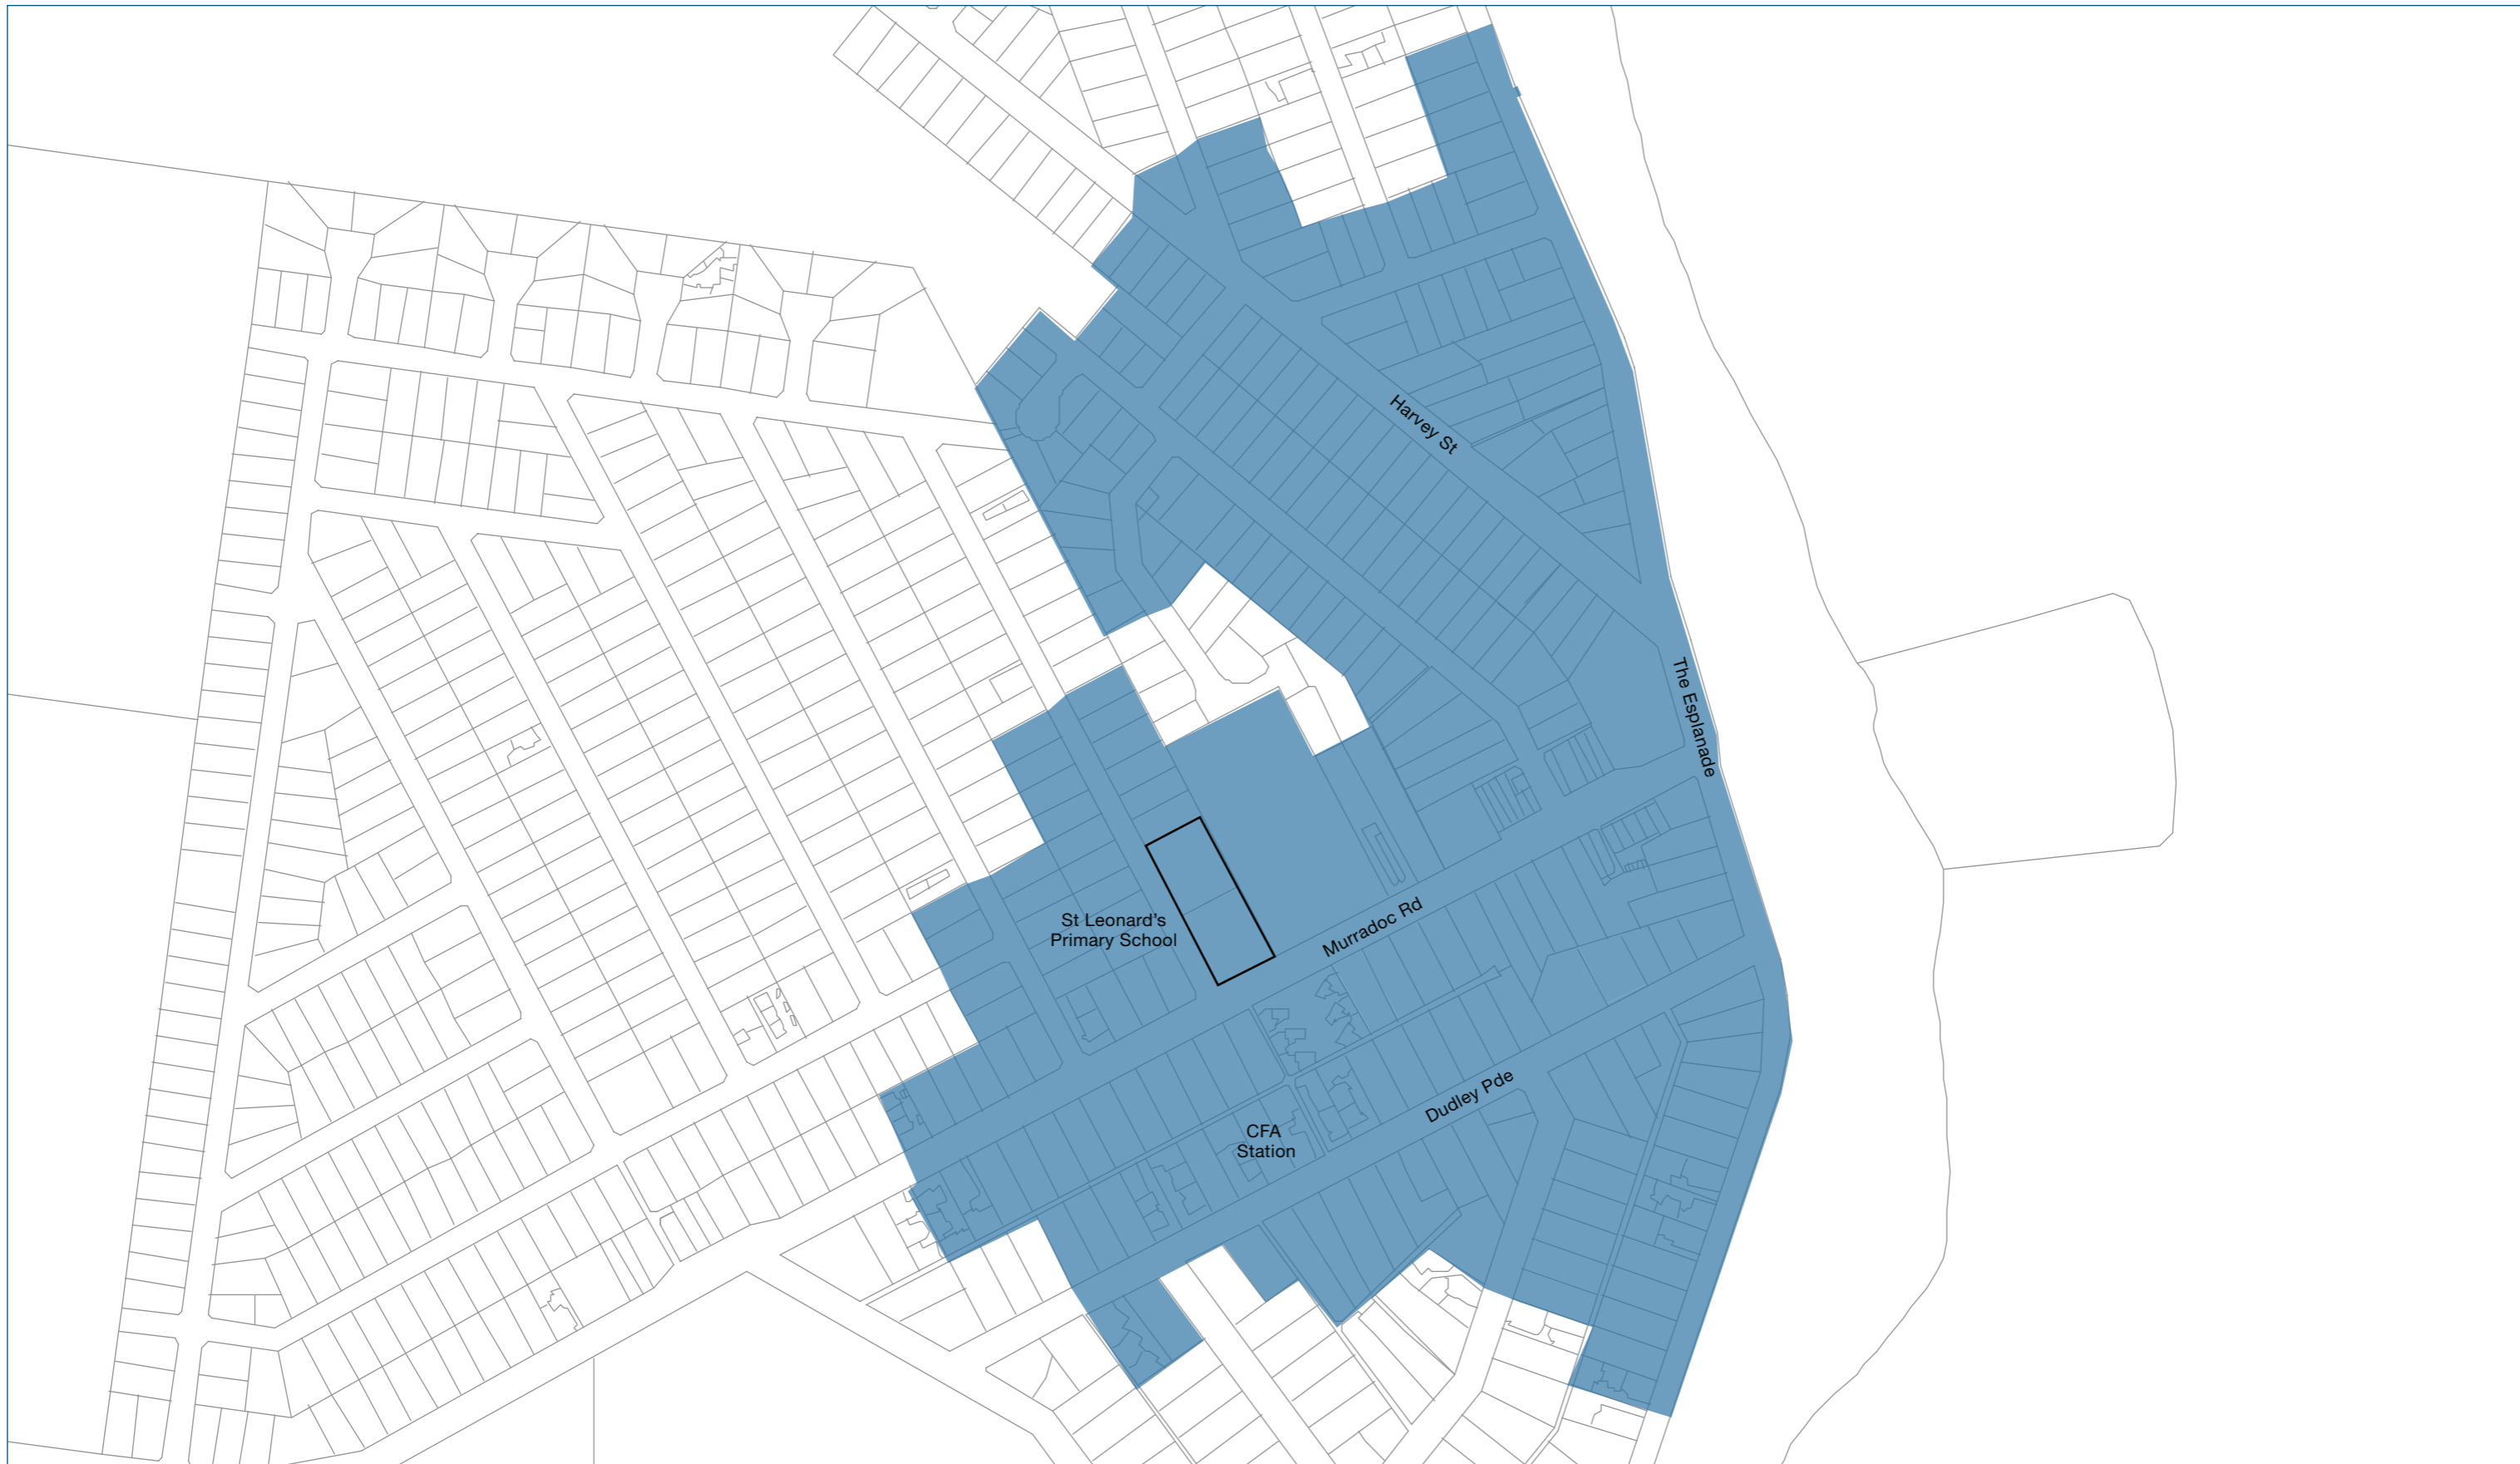 Harvey St
The Esplanade
St Leonard's
Primary School
Murradoc Rd
Dudley Pde
CFA
Station